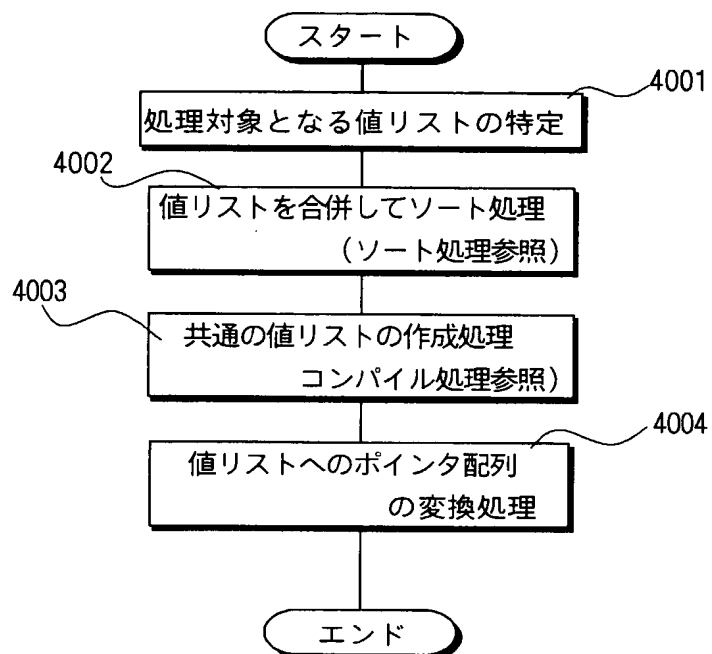 スタート
4001
処理対象となる値リストの特定
4002
値リストを合併してソート処理
(ソート処理参照)
4003
共通の値リストの作成処理
コンパイル処理参照)
4004
値リストへのポインタ配列
の変換処理
エンド